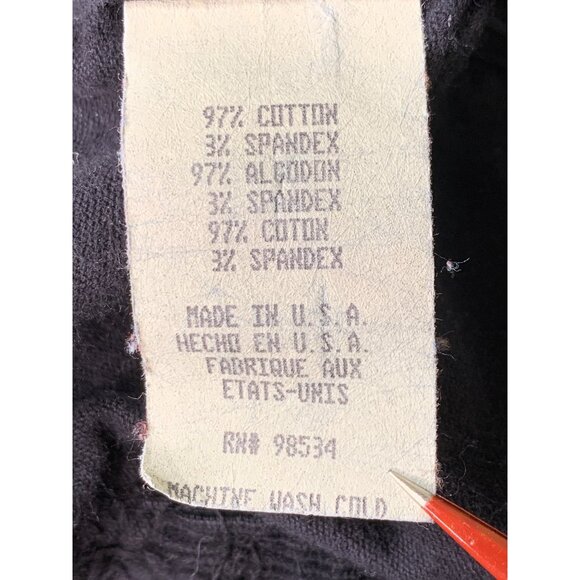 97% COTTON
3% SPANDEX
97% ALGODON
3% SPANDEX
97% COTON
3% SPANDEX
MADE IN U.S.A.
HECHO EN U.S.A.
FABRIQUE AUX
ETATS-UNIS
RN# 98534
MACHINE WASH COLD